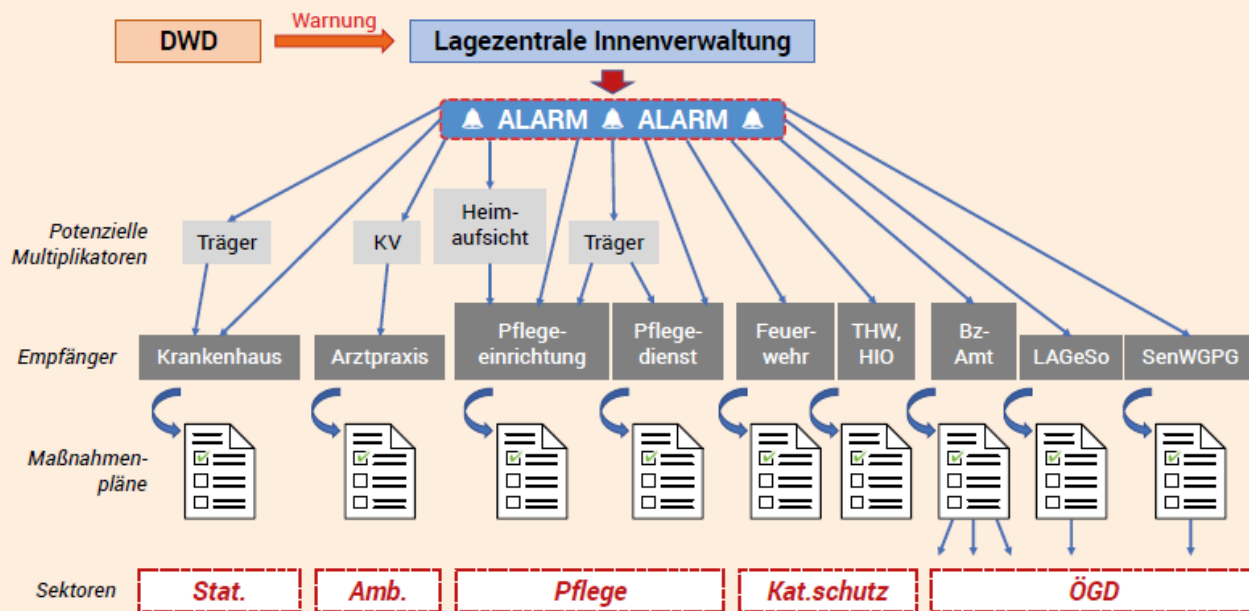 Warnung
DWD
Lagezentrale Innenverwaltung
ALARM ALARM
Potenzielle
Multiplikatoren
Träger
KV
Heim-
aufsicht
Träger
Empfänger
Krankenhaus
Arztpraxis
Pflege-
einrichtung
Pflege-
dienst
Feuer-
wehr
THW,
HIO
Bz-
Amt
LAGeSo
SenWGPG
Maßnahmen-
pläne
Sektoren
Stat.
Amb.
Pflege
Kat.schutz
ÖGD